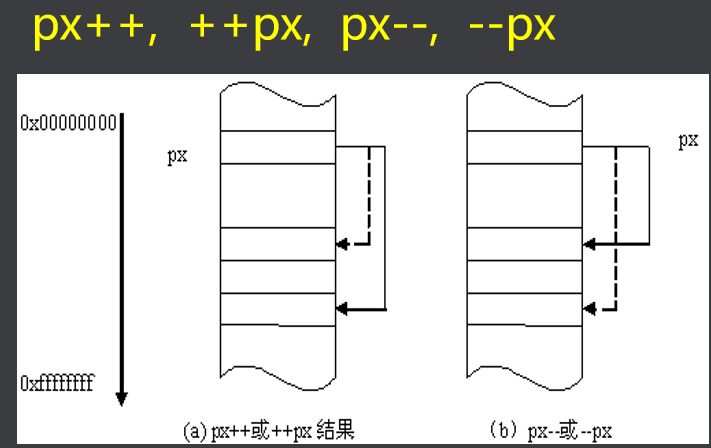 px++, ++px, px--, --px
0x00000000
px
px
0xffffffff
(a) px++或++px 结果
（b）px--或--px